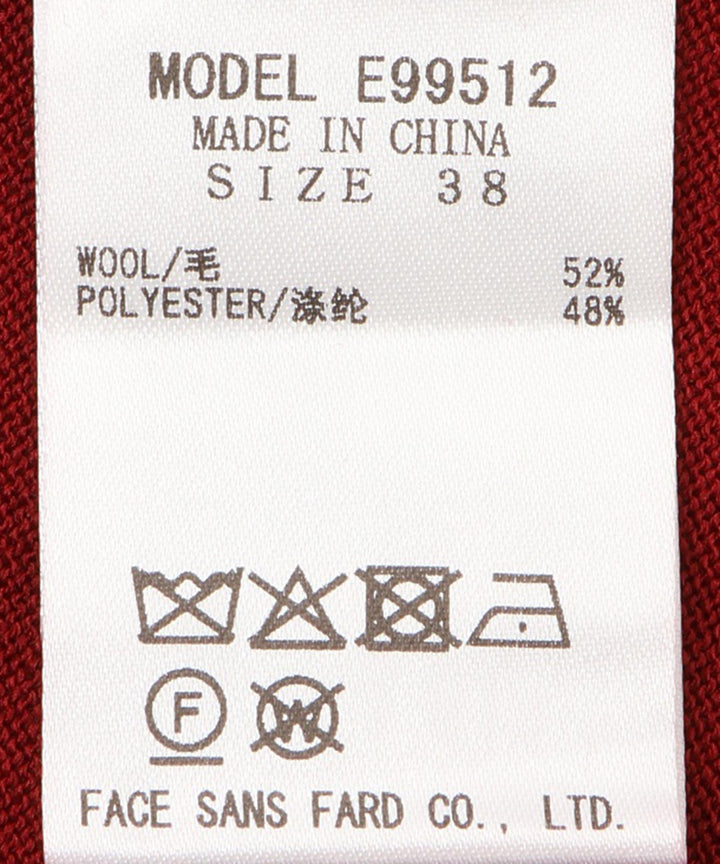 MODEL E99512
MADE IN CHINA
SIZE 38
WOOL/毛 52%
POLYESTER/涤纶 48%
F W
FACE SANS FARD CO., LTD.